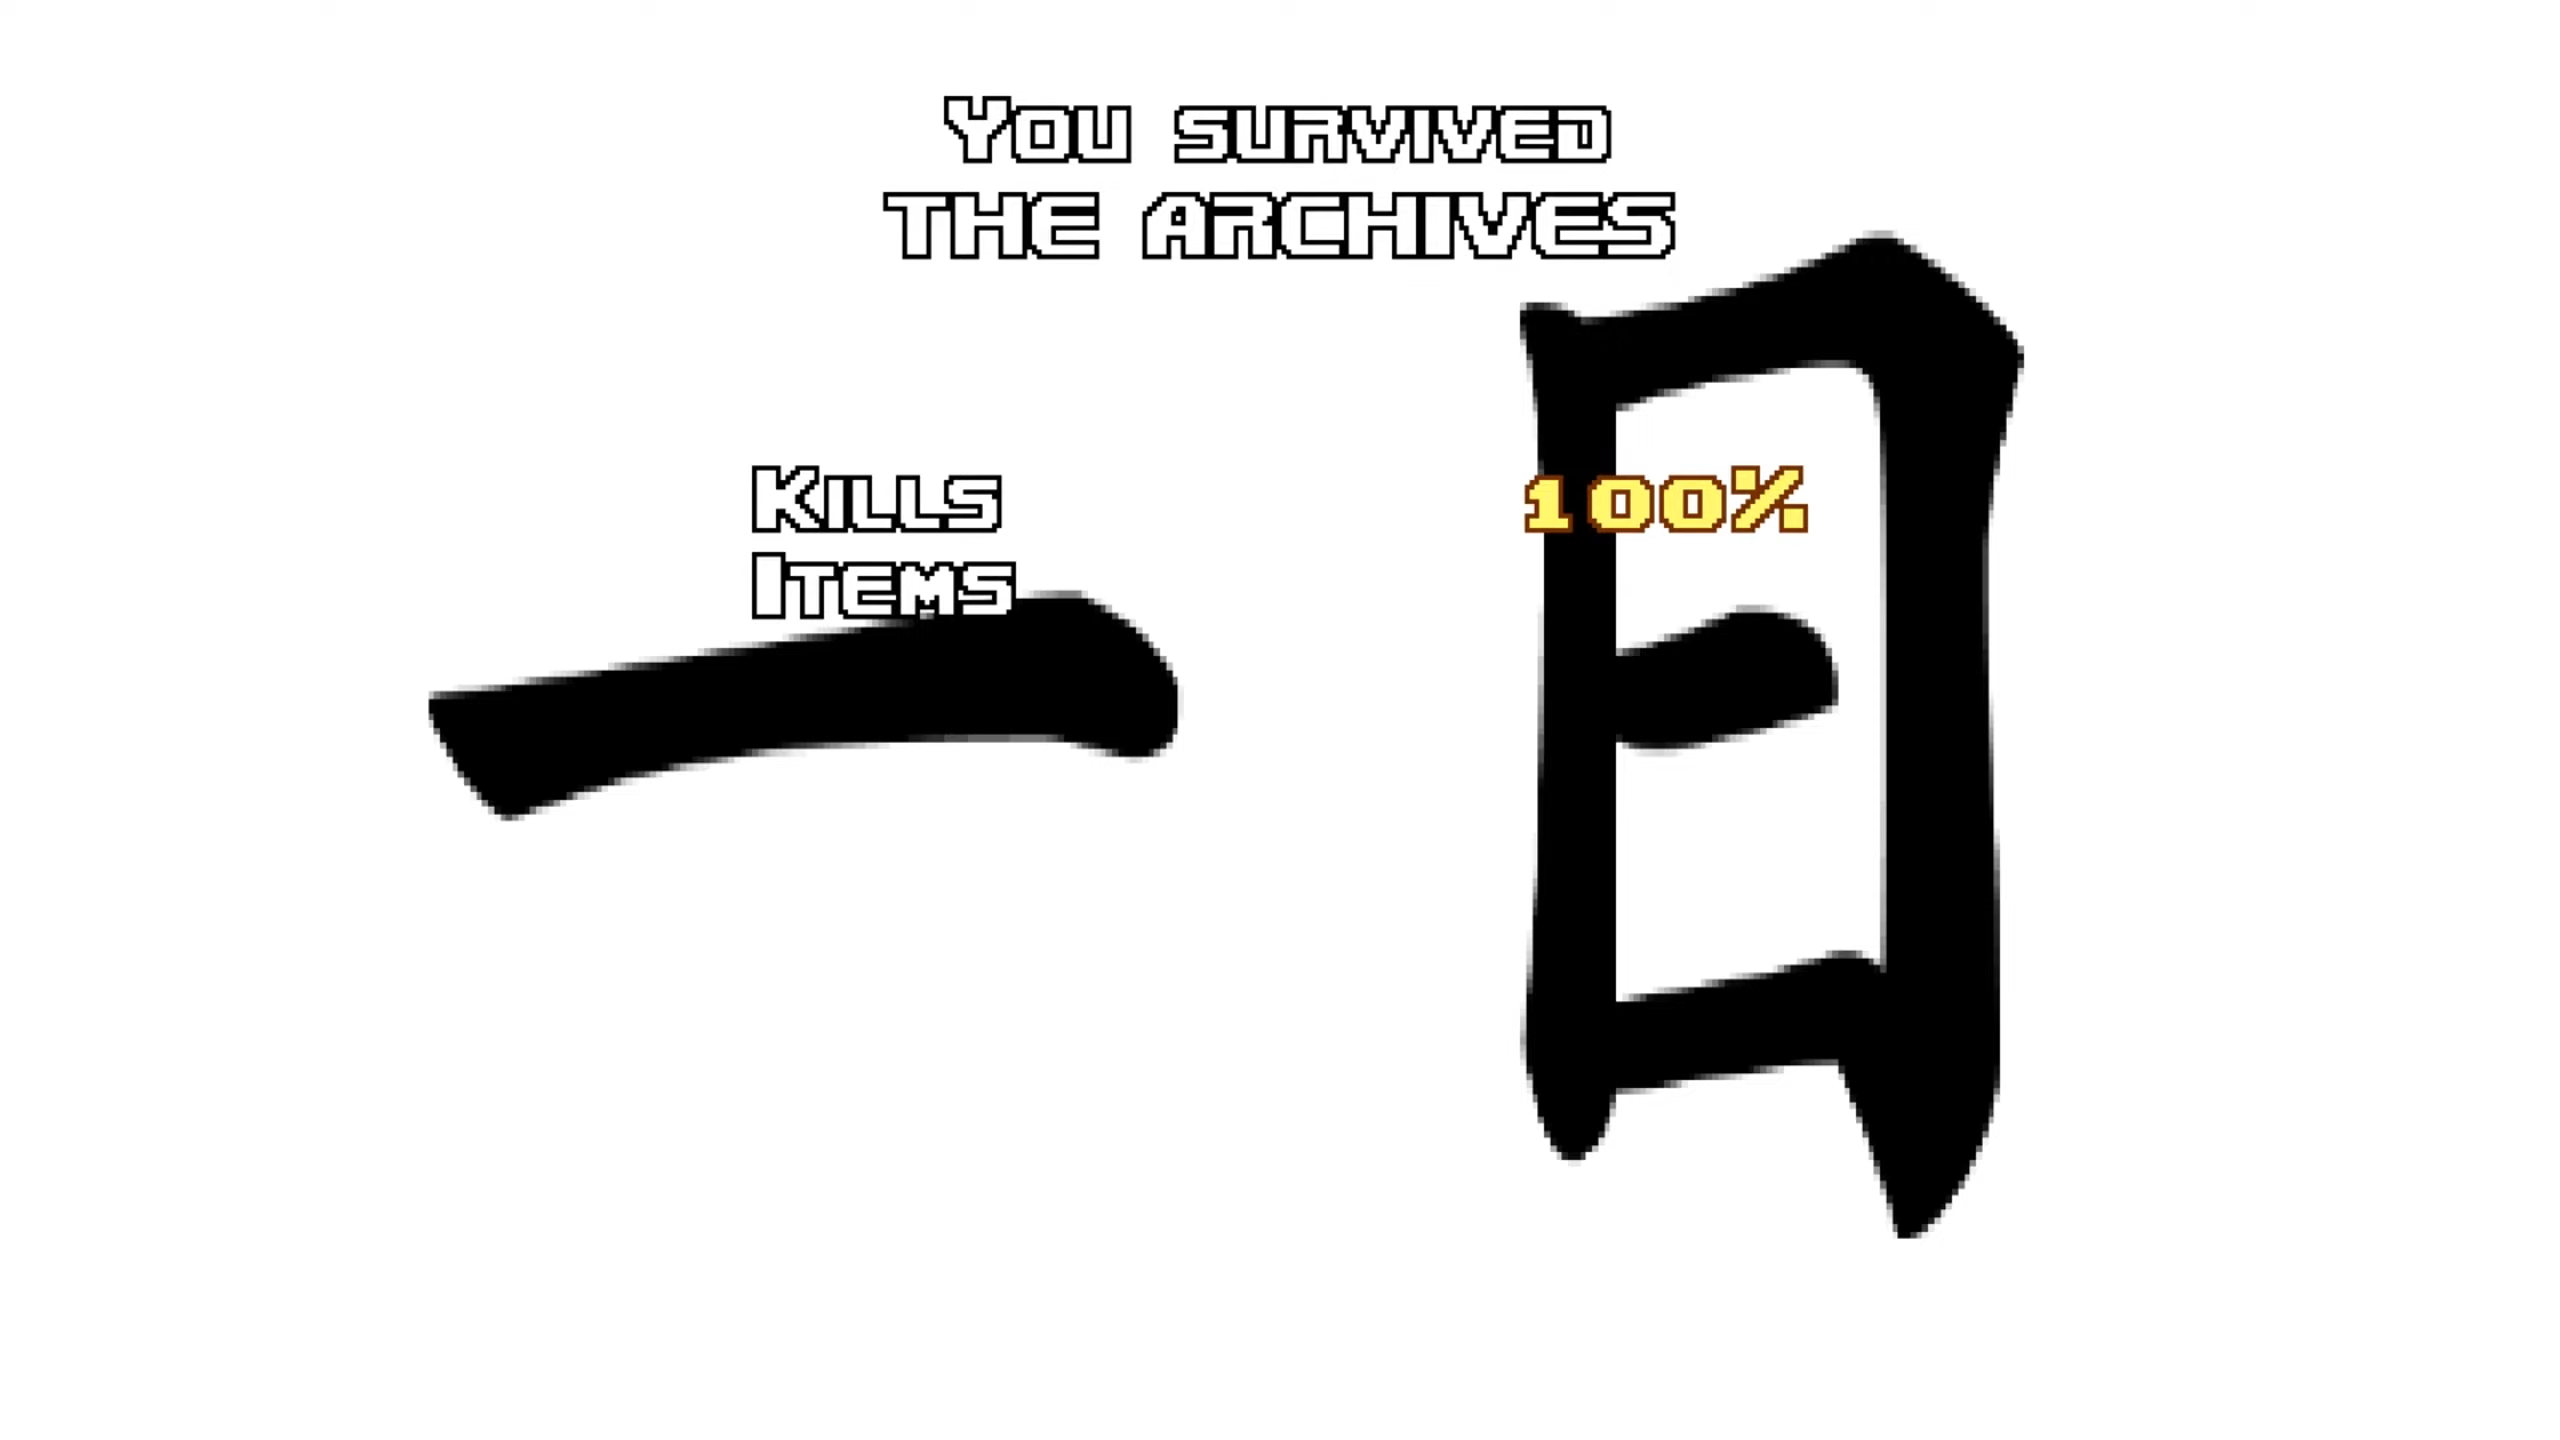 You survived
the archives
Kills 100%
Items
一日